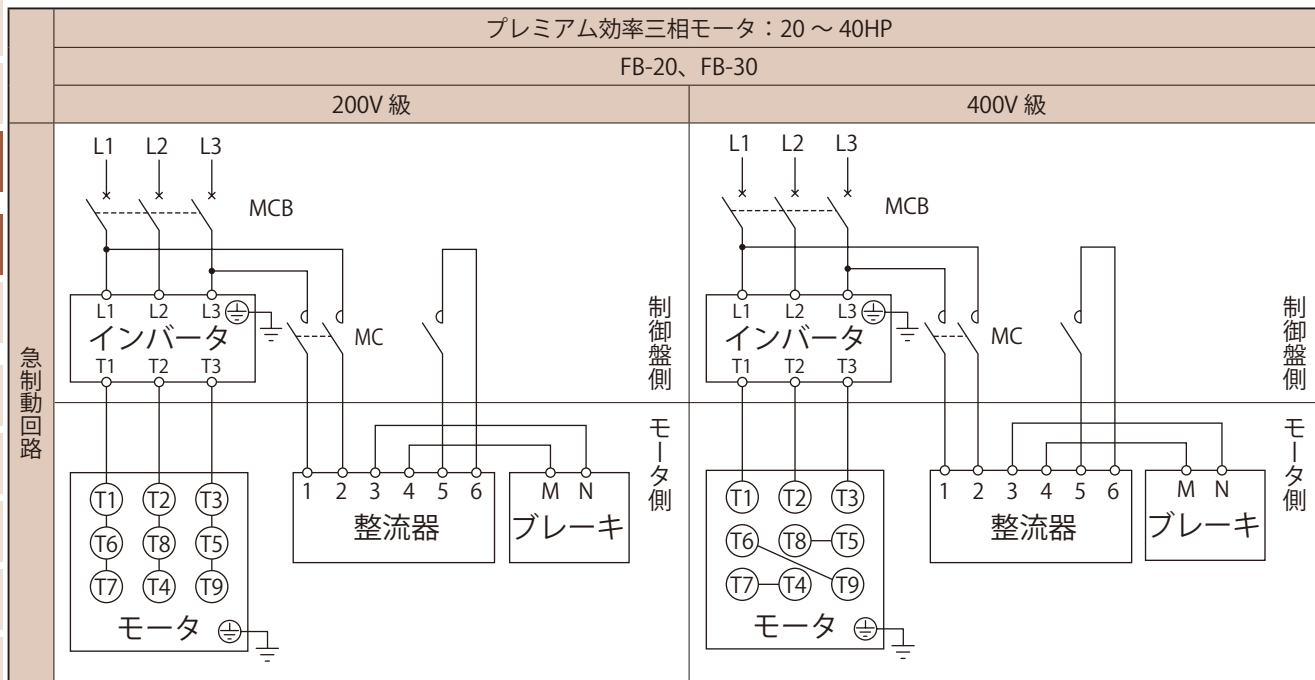 プレミアム効率三相モータ：20 ～ 40HP
FB-20、FB-30
200V 級
400V 級
急制動回路
L1 L2 L3
MCB
L1 L2 L3
インバータ
T1 T2 T3
MC
制御盤側
モータ側
T1 T2 T3
T6 T8 T5
T7 T4 T9
モータ
1 2 3 4 5 6
整流器
M N
ブレーキ
L1 L2 L3
MCB
L1 L2 L3
インバータ
T1 T2 T3
MC
制御盤側
モータ側
T1 T2 T3
T6 T8 T5
T7 T4 T9
モータ
1 2 3 4 5 6
整流器
M N
ブレーキ